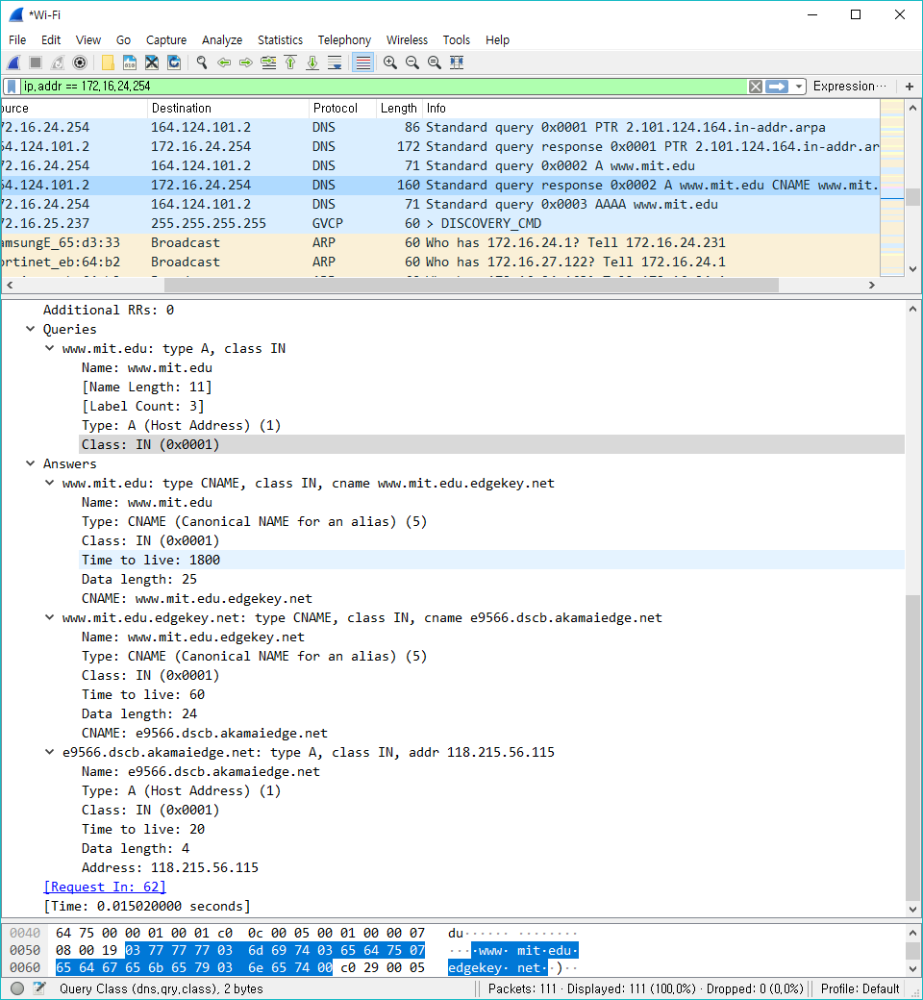 *Wi-Fi
File Edit View Go Capture Analyze Statistics Telephony Wireless Tools Help
ip.addr == 172.16.24.254 Expression… +
ource Destination Protocol Length Info
72.16.24.254 164.124.101.2 DNS 86 Standard query 0x0001 PTR 2.101.124.164.in-addr.arpa
64.124.101.2 172.16.24.254 DNS 172 Standard query response 0x0001 PTR 2.101.124.164.in-addr.ar
72.16.24.254 164.124.101.2 DNS 71 Standard query 0x0002 A www.mit.edu
64.124.101.2 172.16.24.254 DNS 160 Standard query response 0x0002 A www.mit.edu CNAME www.mit.
72.16.24.254 164.124.101.2 DNS 71 Standard query 0x0003 AAAA www.mit.edu
72.16.25.237 255.255.255.255 GVCP 60 > DISCOVERY_CMD
amsungE_65:d3:33 Broadcast ARP 60 Who has 172.16.24.1? Tell 172.16.24.231
ortinet_eb:64:b2 Broadcast ARP 60 Who has 172.16.27.122? Tell 172.16.24.1
Additional RRs: 0
Queries
www.mit.edu: type A, class IN
Name: www.mit.edu
[Name Length: 11]
[Label Count: 3]
Type: A (Host Address) (1)
Class: IN (0x0001)
Answers
www.mit.edu: type CNAME, class IN, cname www.mit.edu.edgekey.net
Name: www.mit.edu
Type: CNAME (Canonical NAME for an alias) (5)
Class: IN (0x0001)
Time to live: 1800
Data length: 25
CNAME: www.mit.edu.edgekey.net
www.mit.edu.edgekey.net: type CNAME, class IN, cname e9566.dscb.akamaiedge.net
Name: www.mit.edu.edgekey.net
Type: CNAME (Canonical NAME for an alias) (5)
Class: IN (0x0001)
Time to live: 60
Data length: 24
CNAME: e9566.dscb.akamaiedge.net
e9566.dscb.akamaiedge.net: type A, class IN, addr 118.215.56.115
Name: e9566.dscb.akamaiedge.net
Type: A (Host Address) (1)
Class: IN (0x0001)
Time to live: 20
Data length: 4
Address: 118.215.56.115
[Request In: 62]
[Time: 0.015020000 seconds]
0040 64 75 00 00 01 00 01 c0 0c 00 05 00 01 00 00 07 du······ ········
0050 08 00 19 03 77 77 77 03 6d 69 74 03 65 64 75 07 ····www· mit·edu·
0060 65 64 67 65 6b 65 79 03 6e 65 74 00 c0 29 00 05 edgekey· net··)··
Query Class (dns.qry.class), 2 bytes Packets: 111 · Displayed: 111 (100.0%) · Dropped: 0 (0.0%) Profile: Default